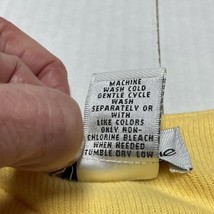 MACHINE
WASH COLD
GENTLE CYCLE
WASH
SEPARATELY OR
WITH
LIKE COLORS
ONLY NON-
CHLORINE BLEACH
WHEN NEEDED
TUMBLE DRY LOW